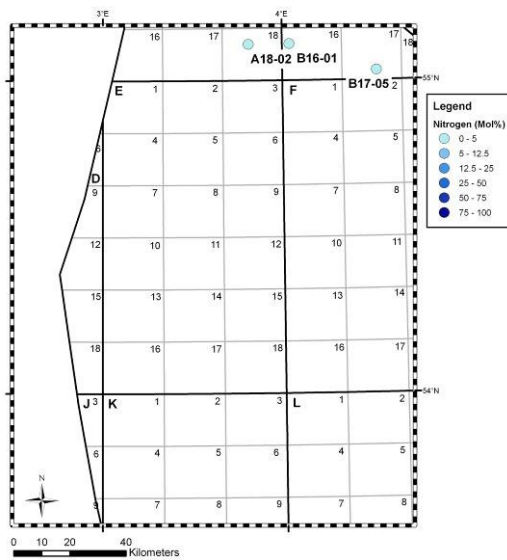 3°E 4°E
16 17 18 16 17 18
A18-02 B16-01
B17-05
55°N
E 1 2 3 F 1 2
6 4 5 6 4 5
D
9 7 8 9 7 8
12 10 11 12 10 11
15 13 14 15 13 14
18 16 17 18 16 17
54°N
J 3 K 1 2 3 L 1 2
6 4 5 6 4 5
9 7 8 9 7 8
N
0 10 20 40
Kilometers
Legend
Nitrogen (Mol%)
0 - 5
5 - 12.5
12.5 - 25
25 - 50
50 - 75
75 - 100